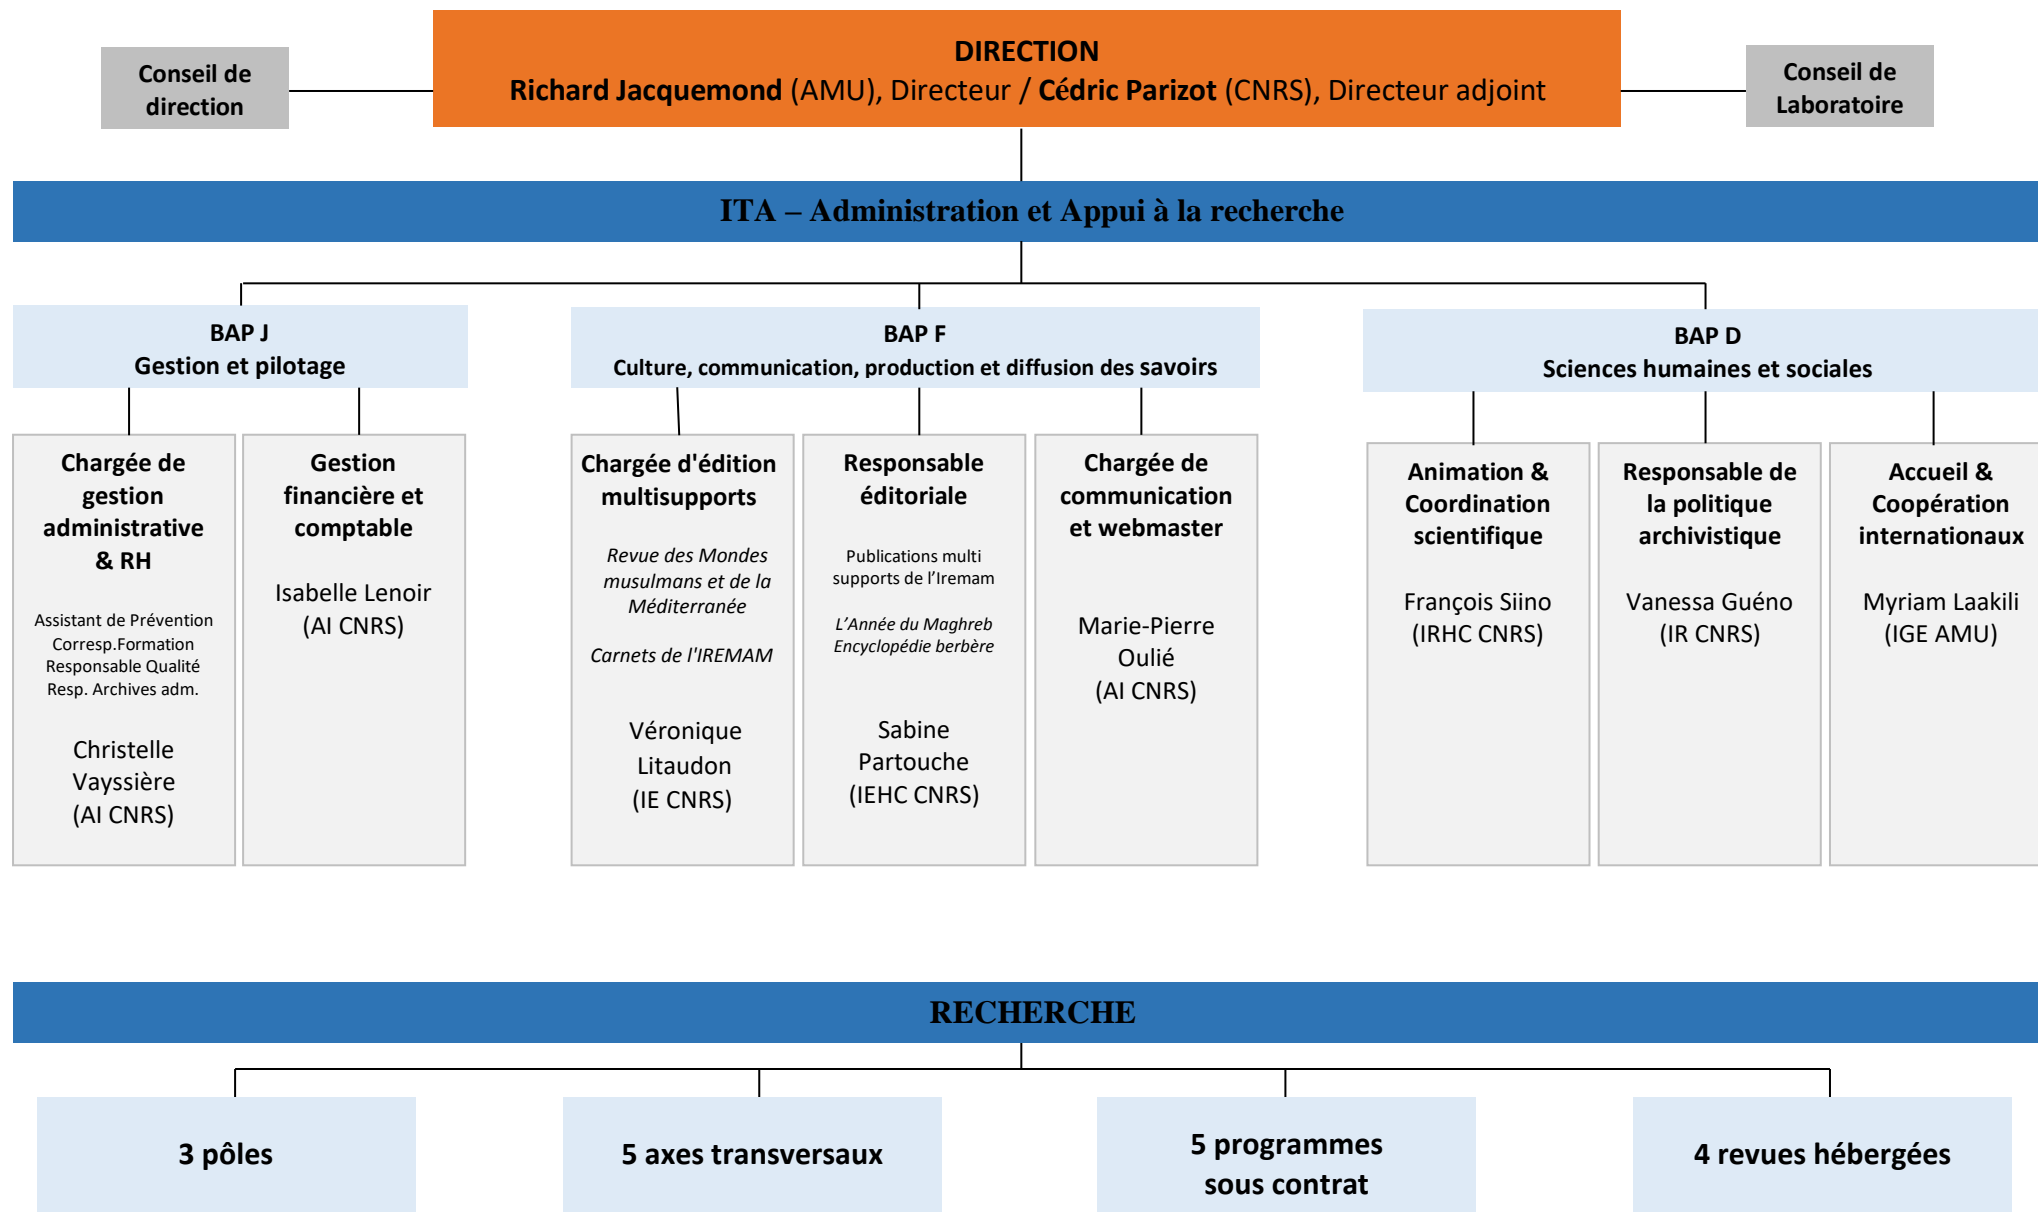 Conseil de
direction
DIRECTION
Richard Jacquemond (AMU), Directeur / Cédric Parizot (CNRS), Directeur adjoint
Conseil de
Laboratoire
ITA – Administration et Appui à la recherche
BAP J
Gestion et pilotage
BAP F
Culture, communication, production et diffusion des savoirs
BAP D
Sciences humaines et sociales
Chargée de
gestion
administrative
& RH
Assistant de Prévention
Corresp.Formation
Responsable Qualité
Resp. Archives adm.
Christelle
Vayssière
(AI CNRS)
Gestion
financière et
comptable
Isabelle Lenoir
(AI CNRS)
Chargée d'édition
multisupports
Revue des Mondes
musulmans et de la
Méditerranée
Carnets de l'IREMAM
Véronique
Litaudon
(IE CNRS)
Responsable
éditoriale
Publications multi
supports de l’Iremam
L’Année du Maghreb
Encyclopédie berbère
Sabine
Partouche
(IEHC CNRS)
Chargée de
communication
et webmaster
Marie-Pierre
Oulié
(AI CNRS)
Animation &
Coordination
scientifique
François Siino
(IRHC CNRS)
Responsable de
la politique
archivistique
Vanessa Guéno
(IR CNRS)
Accueil &
Coopération
internationaux
Myriam Laakili
(IGE AMU)
RECHERCHE
3 pôles
5 axes transversaux
5 programmes
sous contrat
4 revues hébergées